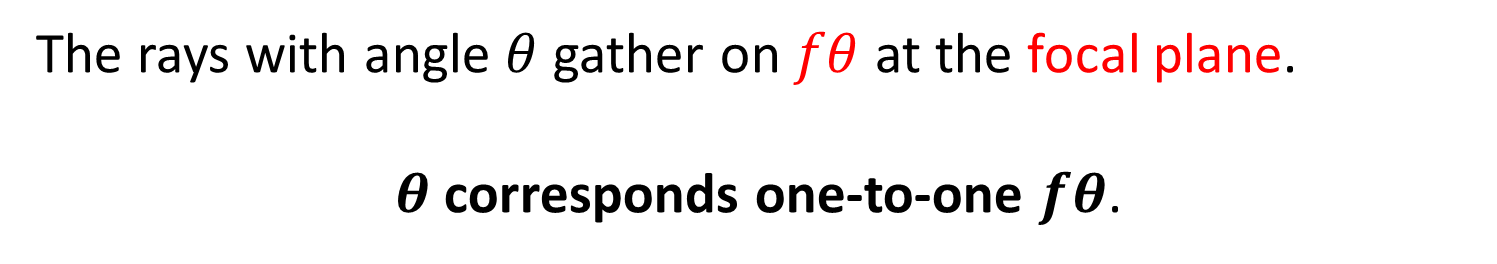 The rays with angle θ gather on fθ at the focal plane.
θ corresponds one-to-one fθ.